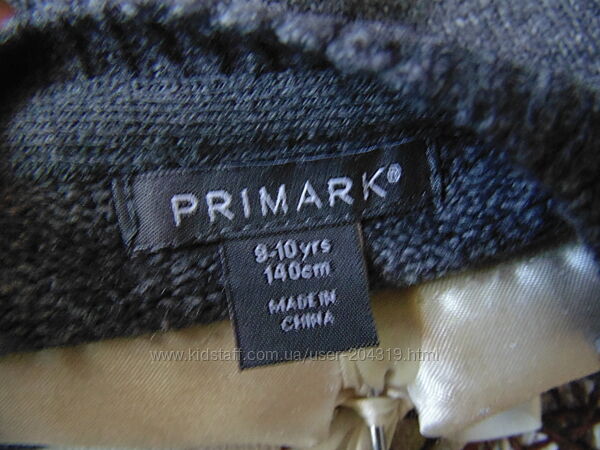 PRIMARK®
9-10 yrs
140cm
MADE IN
CHINA
www.kidstaff.com.ua/user-204319.html